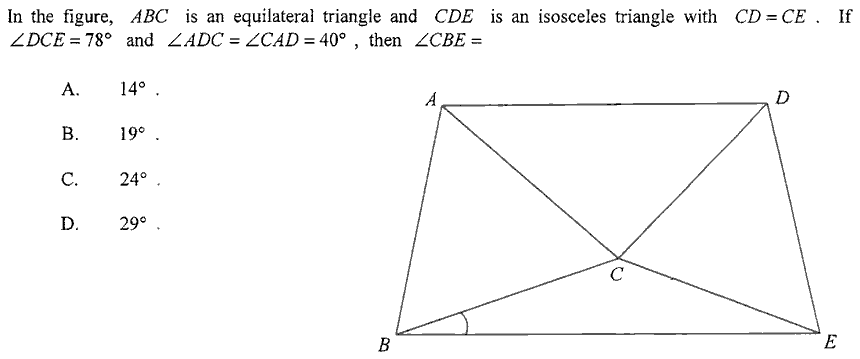 In the figure, ABC is an equilateral triangle and CDE is an isosceles triangle with CD = CE . If
∠DCE = 78° and ∠ADC = ∠CAD = 40° , then ∠CBE =
A. 14° .
B. 19° .
C. 24° .
D. 29° .
A
D
C
B
E